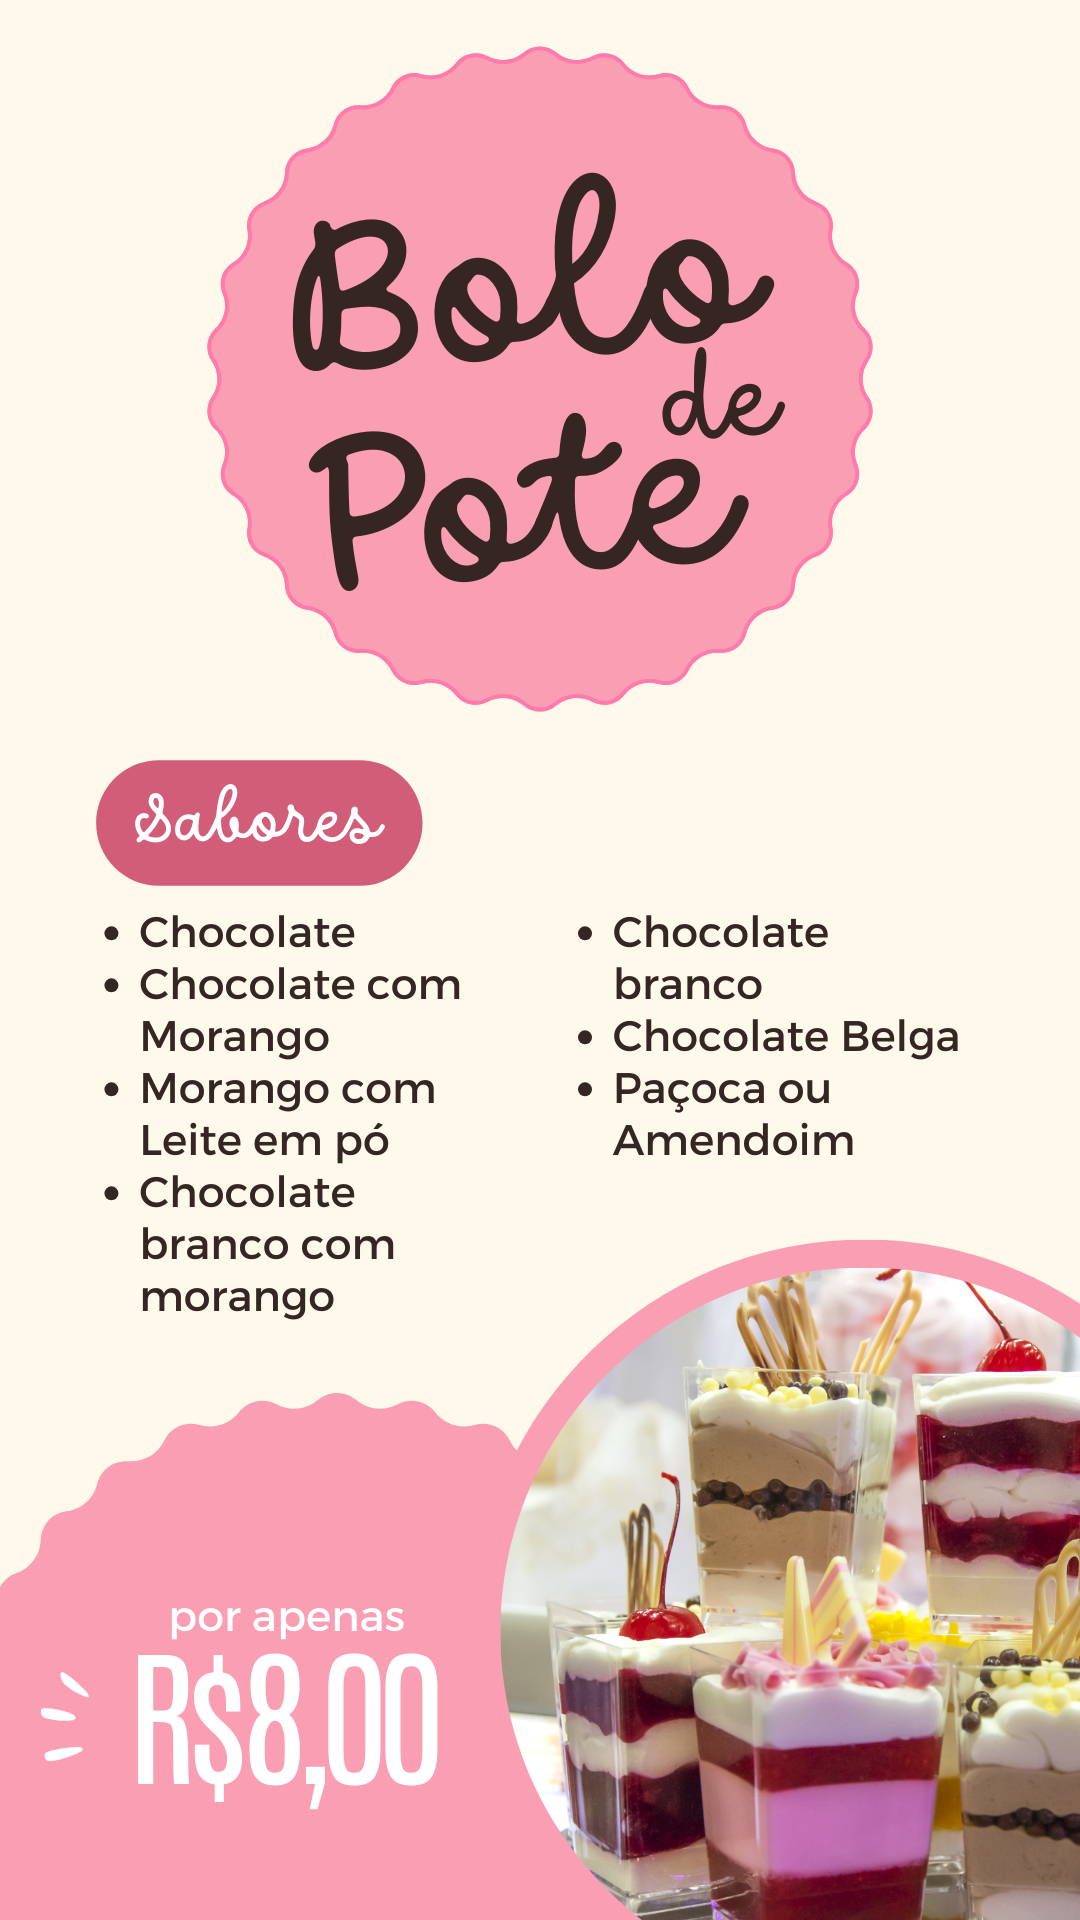 Bolo
de
Pote
Sabores
• Chocolate
• Chocolate com
Morango
• Morango com
Leite em pó
• Chocolate
branco com
morango
• Chocolate
branco
• Chocolate Belga
• Paçoca ou
Amendoim
por apenas
R$8,00